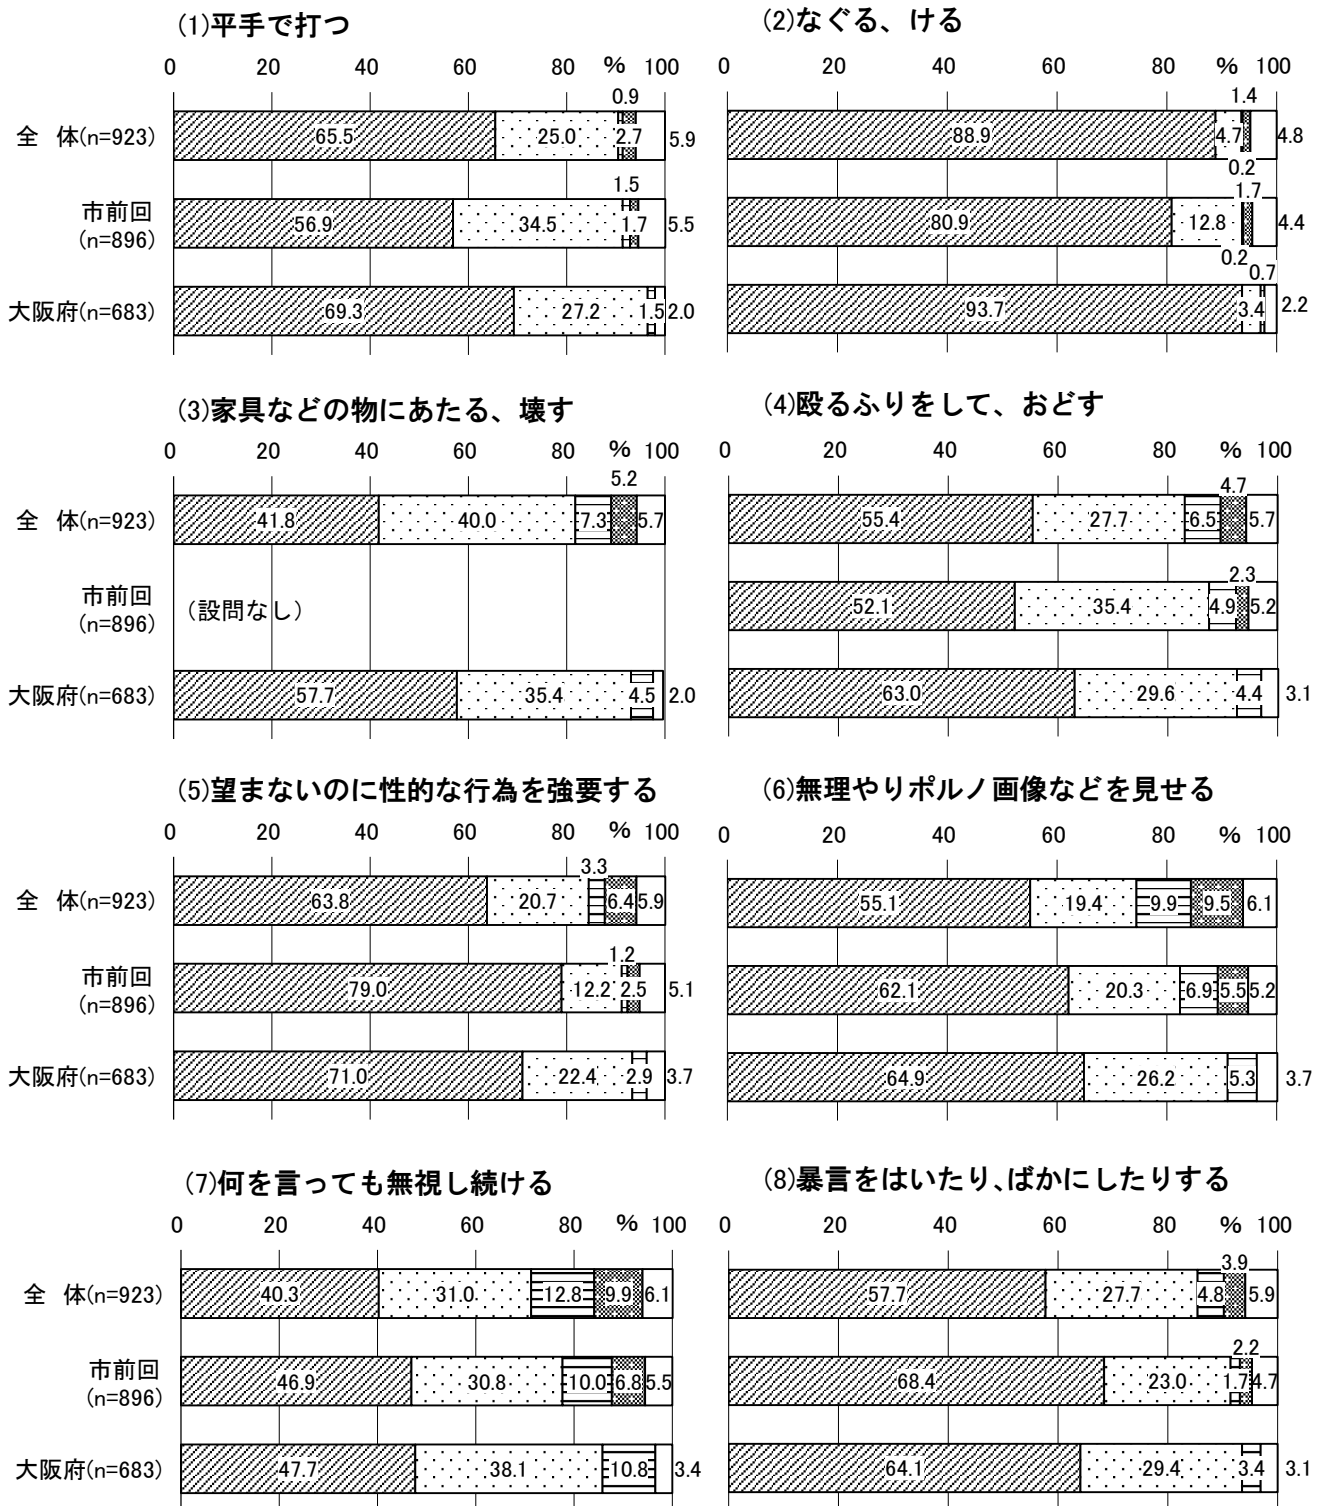 (1)平手で打つ
0 20 40 60 % 100
0.9
全　体(n=923) 65.5 25.0 2.7 5.9
1.5
市前回
(n=896) 56.9 34.5 1.7 5.5
大阪府(n=683) 69.3 27.2 1.5 2.0
(2)なぐる、ける
0 20 40 60 80 % 100
1.4
88.9 4.7 4.8
0.2
1.7
80.9 12.8 4.4
0.2
0.7
93.7 3.4 2.2
(3)家具などの物にあたる、壊す
0 20 40 60 80 % 100
5.2
全　体(n=923) 41.8 40.0 7.3 5.7
市前回
(n=896) (設問なし)
大阪府(n=683) 57.7 35.4 4.5 2.0
(4)殴るふりをして、おどす
0 20 40 60 80 % 100
4.7
55.4 27.7 6.5 5.7
2.3
52.1 35.4 4.9 5.2
63.0 29.6 4.4 3.1
(5)望まないのに性的な行為を強要する
0 20 40 60 80 % 100
3.3
全　体(n=923) 63.8 20.7 6.4 5.9
1.2
市前回
(n=896) 79.0 12.2 2.5 5.1
大阪府(n=683) 71.0 22.4 2.9 3.7
(6)無理やりポルノ画像などを見せる
0 20 40 60 80 % 100
55.1 19.4 9.9 9.5 6.1
62.1 20.3 6.9 5.5 5.2
64.9 26.2 5.3 3.7
(7)何を言っても無視し続ける
0 20 40 60 80 % 100
全　体(n=923) 40.3 31.0 12.8 9.9 6.1
市前回
(n=896) 46.9 30.8 10.0 6.8 5.5
大阪府(n=683) 47.7 38.1 10.8 3.4
(8)暴言をはいたり、ばかにしたりする
0 20 40 60 80 % 100
3.9
57.7 27.7 4.8 5.9
2.2
68.4 23.0 1.7 4.7
64.1 29.4 3.4 3.1